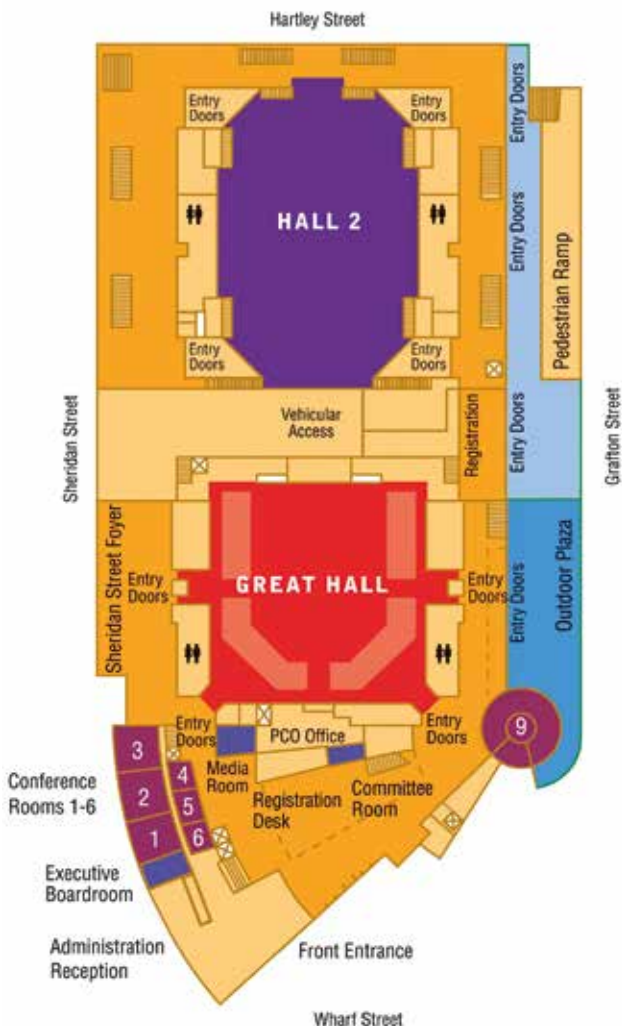 Hartley Street
Entry
Doors
Entry
Doors
Entry Doors
HALL 2
Entry Doors
Pedestrian Ramp
Entry
Doors
Entry
Doors
Sheridan Street
Vehicular
Access
Registration
Entry Doors
Grafton Street
Sheridan Street Foyer
Entry
Doors
GREAT HALL
Entry
Doors
Entry Doors
Outdoor Plaza
Entry
Doors
PCO Office
Entry
Doors
9
3
4
Media
Room
Conference
Rooms 1-6
2
5
Registration
Desk
Committee
Room
1
6
Executive
Boardroom
Administration
Reception
Front Entrance
Wharf Street